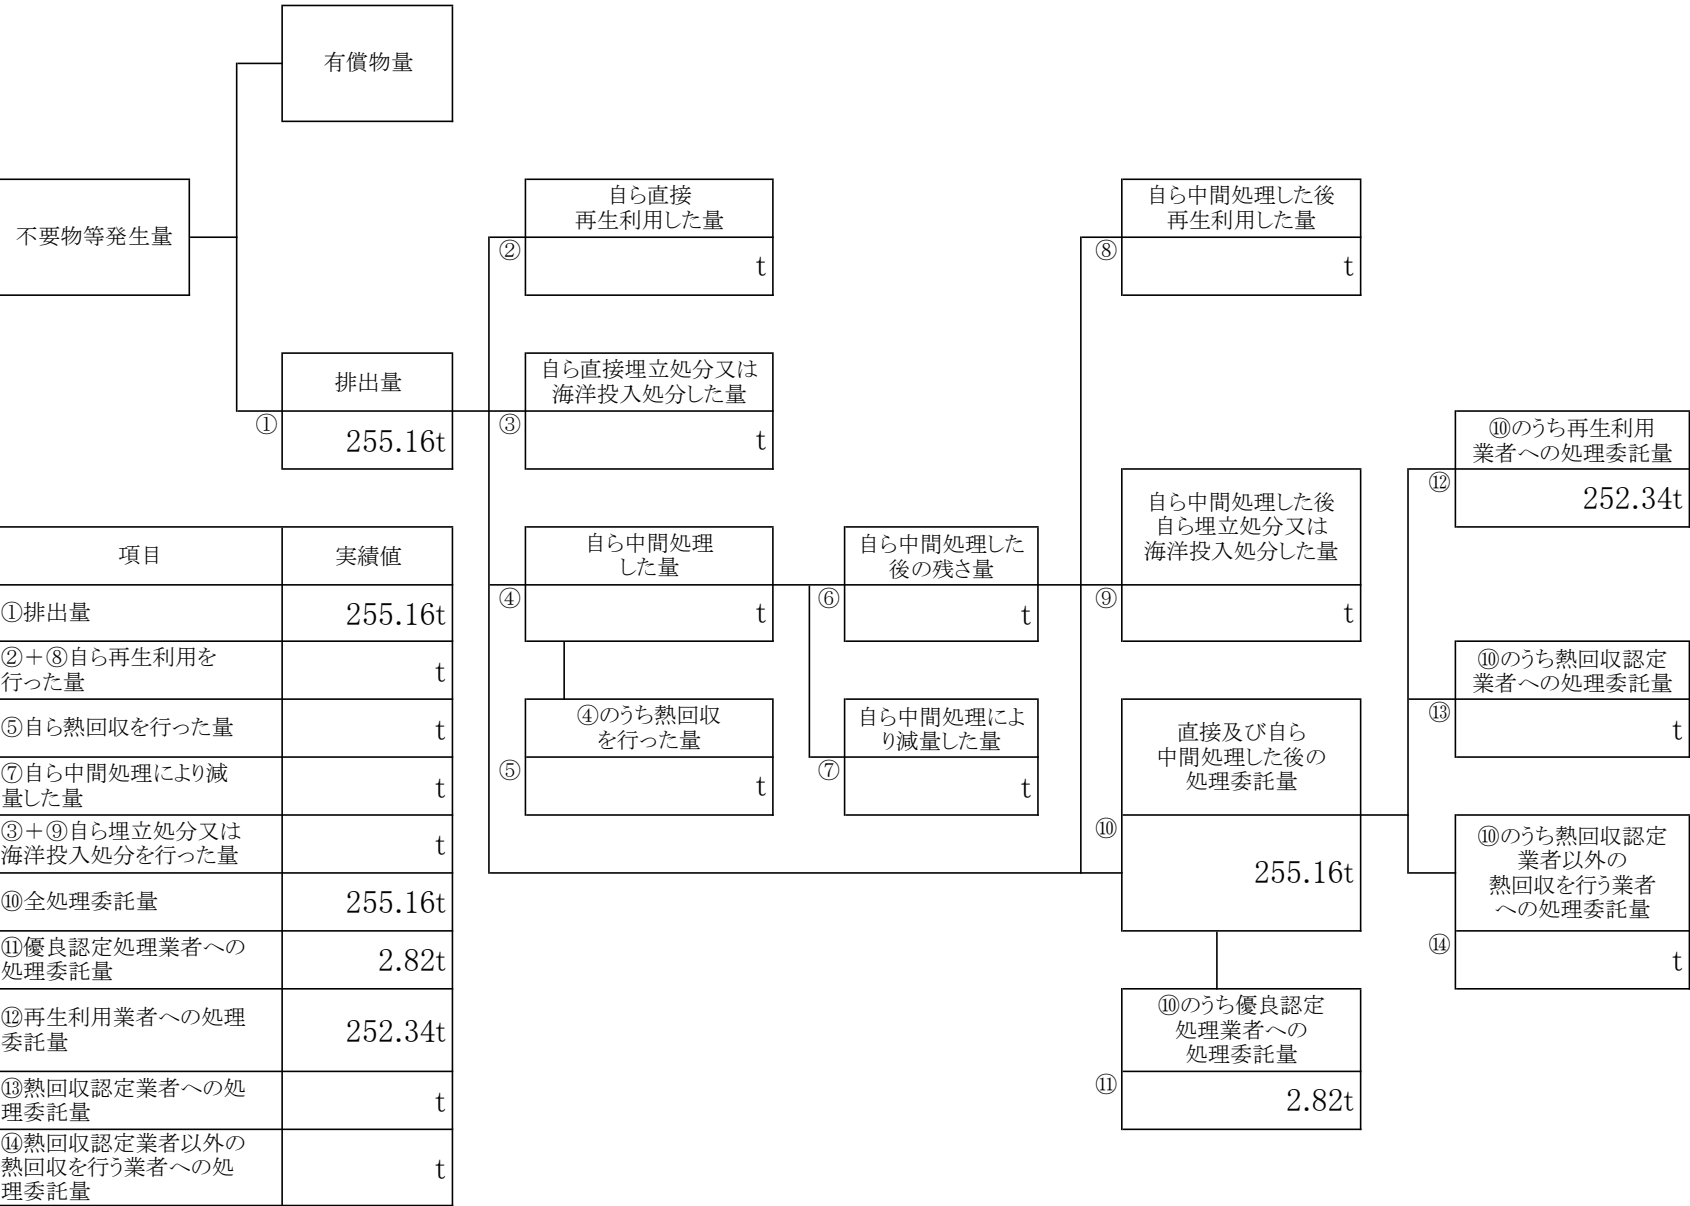 有償物量
不要物等発生量
自ら直接
再生利用した量
②
t
自ら中間処理した後
再生利用した量
⑧
t
排出量
①
255.16t
自ら直接埋立処分又は
海洋投入処分した量
③
t
⑩のうち再生利用
業者への処理委託量
⑫
252.34t
自ら中間処理
した量
④
t
自ら中間処理した
後の残さ量
⑥
t
自ら中間処理した後
自ら埋立処分又は
海洋投入処分した量
⑨
t
④のうち熱回収
を行った量
⑤
t
自ら中間処理によ
り減量した量
⑦
t
直接及び自ら
中間処理した後の
処理委託量
⑩
255.16t
⑩のうち熱回収認定
業者への処理委託量
⑬
t
⑩のうち熱回収認定
業者以外の
熱回収を行う業者
への処理委託量
⑭
t
⑩のうち優良認定
処理業者への
処理委託量
⑪
2.82t
項目
実績値
①排出量
255.16t
②＋⑧自ら再生利用を
行った量
t
⑤自ら熱回収を行った量
t
⑦自ら中間処理により減
量した量
t
③＋⑨自ら埋立処分又は
海洋投入処分を行った量
t
⑩全処理委託量
255.16t
⑪優良認定処理業者への
処理委託量
2.82t
⑫再生利用業者への処理
委託量
252.34t
⑬熱回収認定業者への処
理委託量
t
⑭熱回収認定業者以外の
熱回収を行う業者への処
理委託量
t